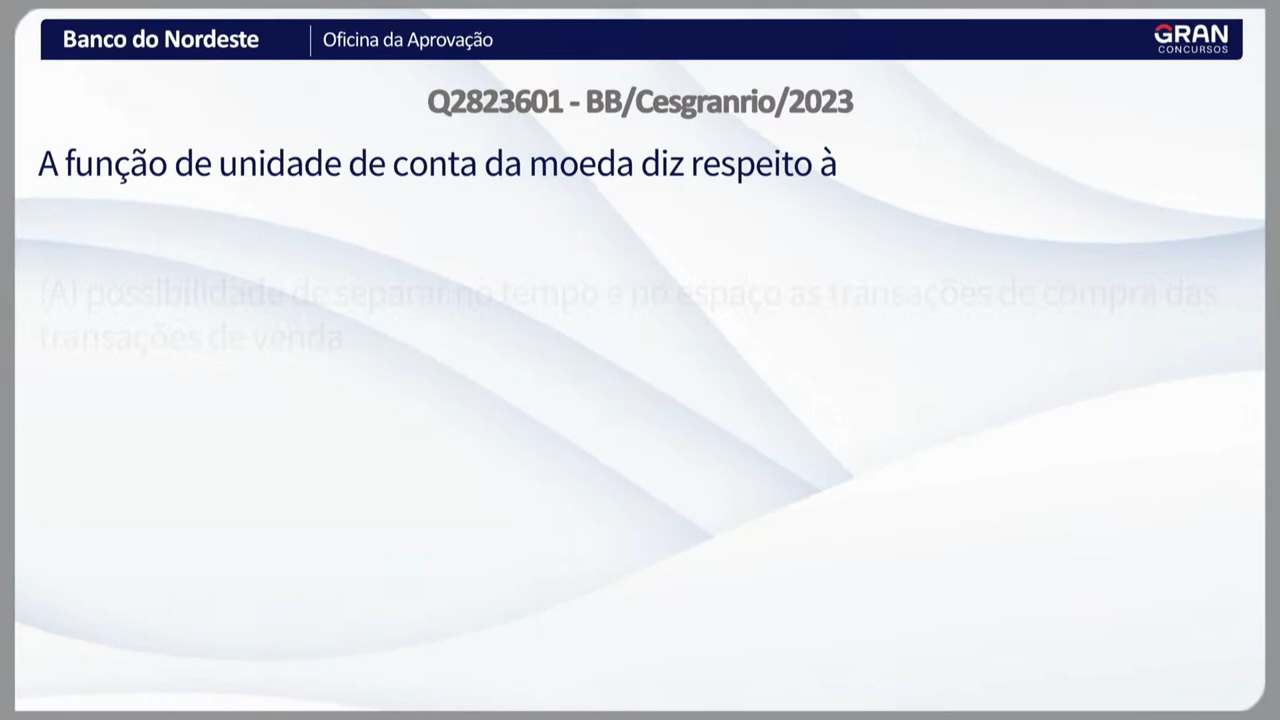 Banco do Nordeste
Oficina da Aprovação
GRAN
CONCURSOS
Q2823601 - BB/Cesgranrio/2023
A função de unidade de conta da moeda diz respeito à
(A) possibilidade de separar no tempo e no espaço as transações de compra das
transações de venda